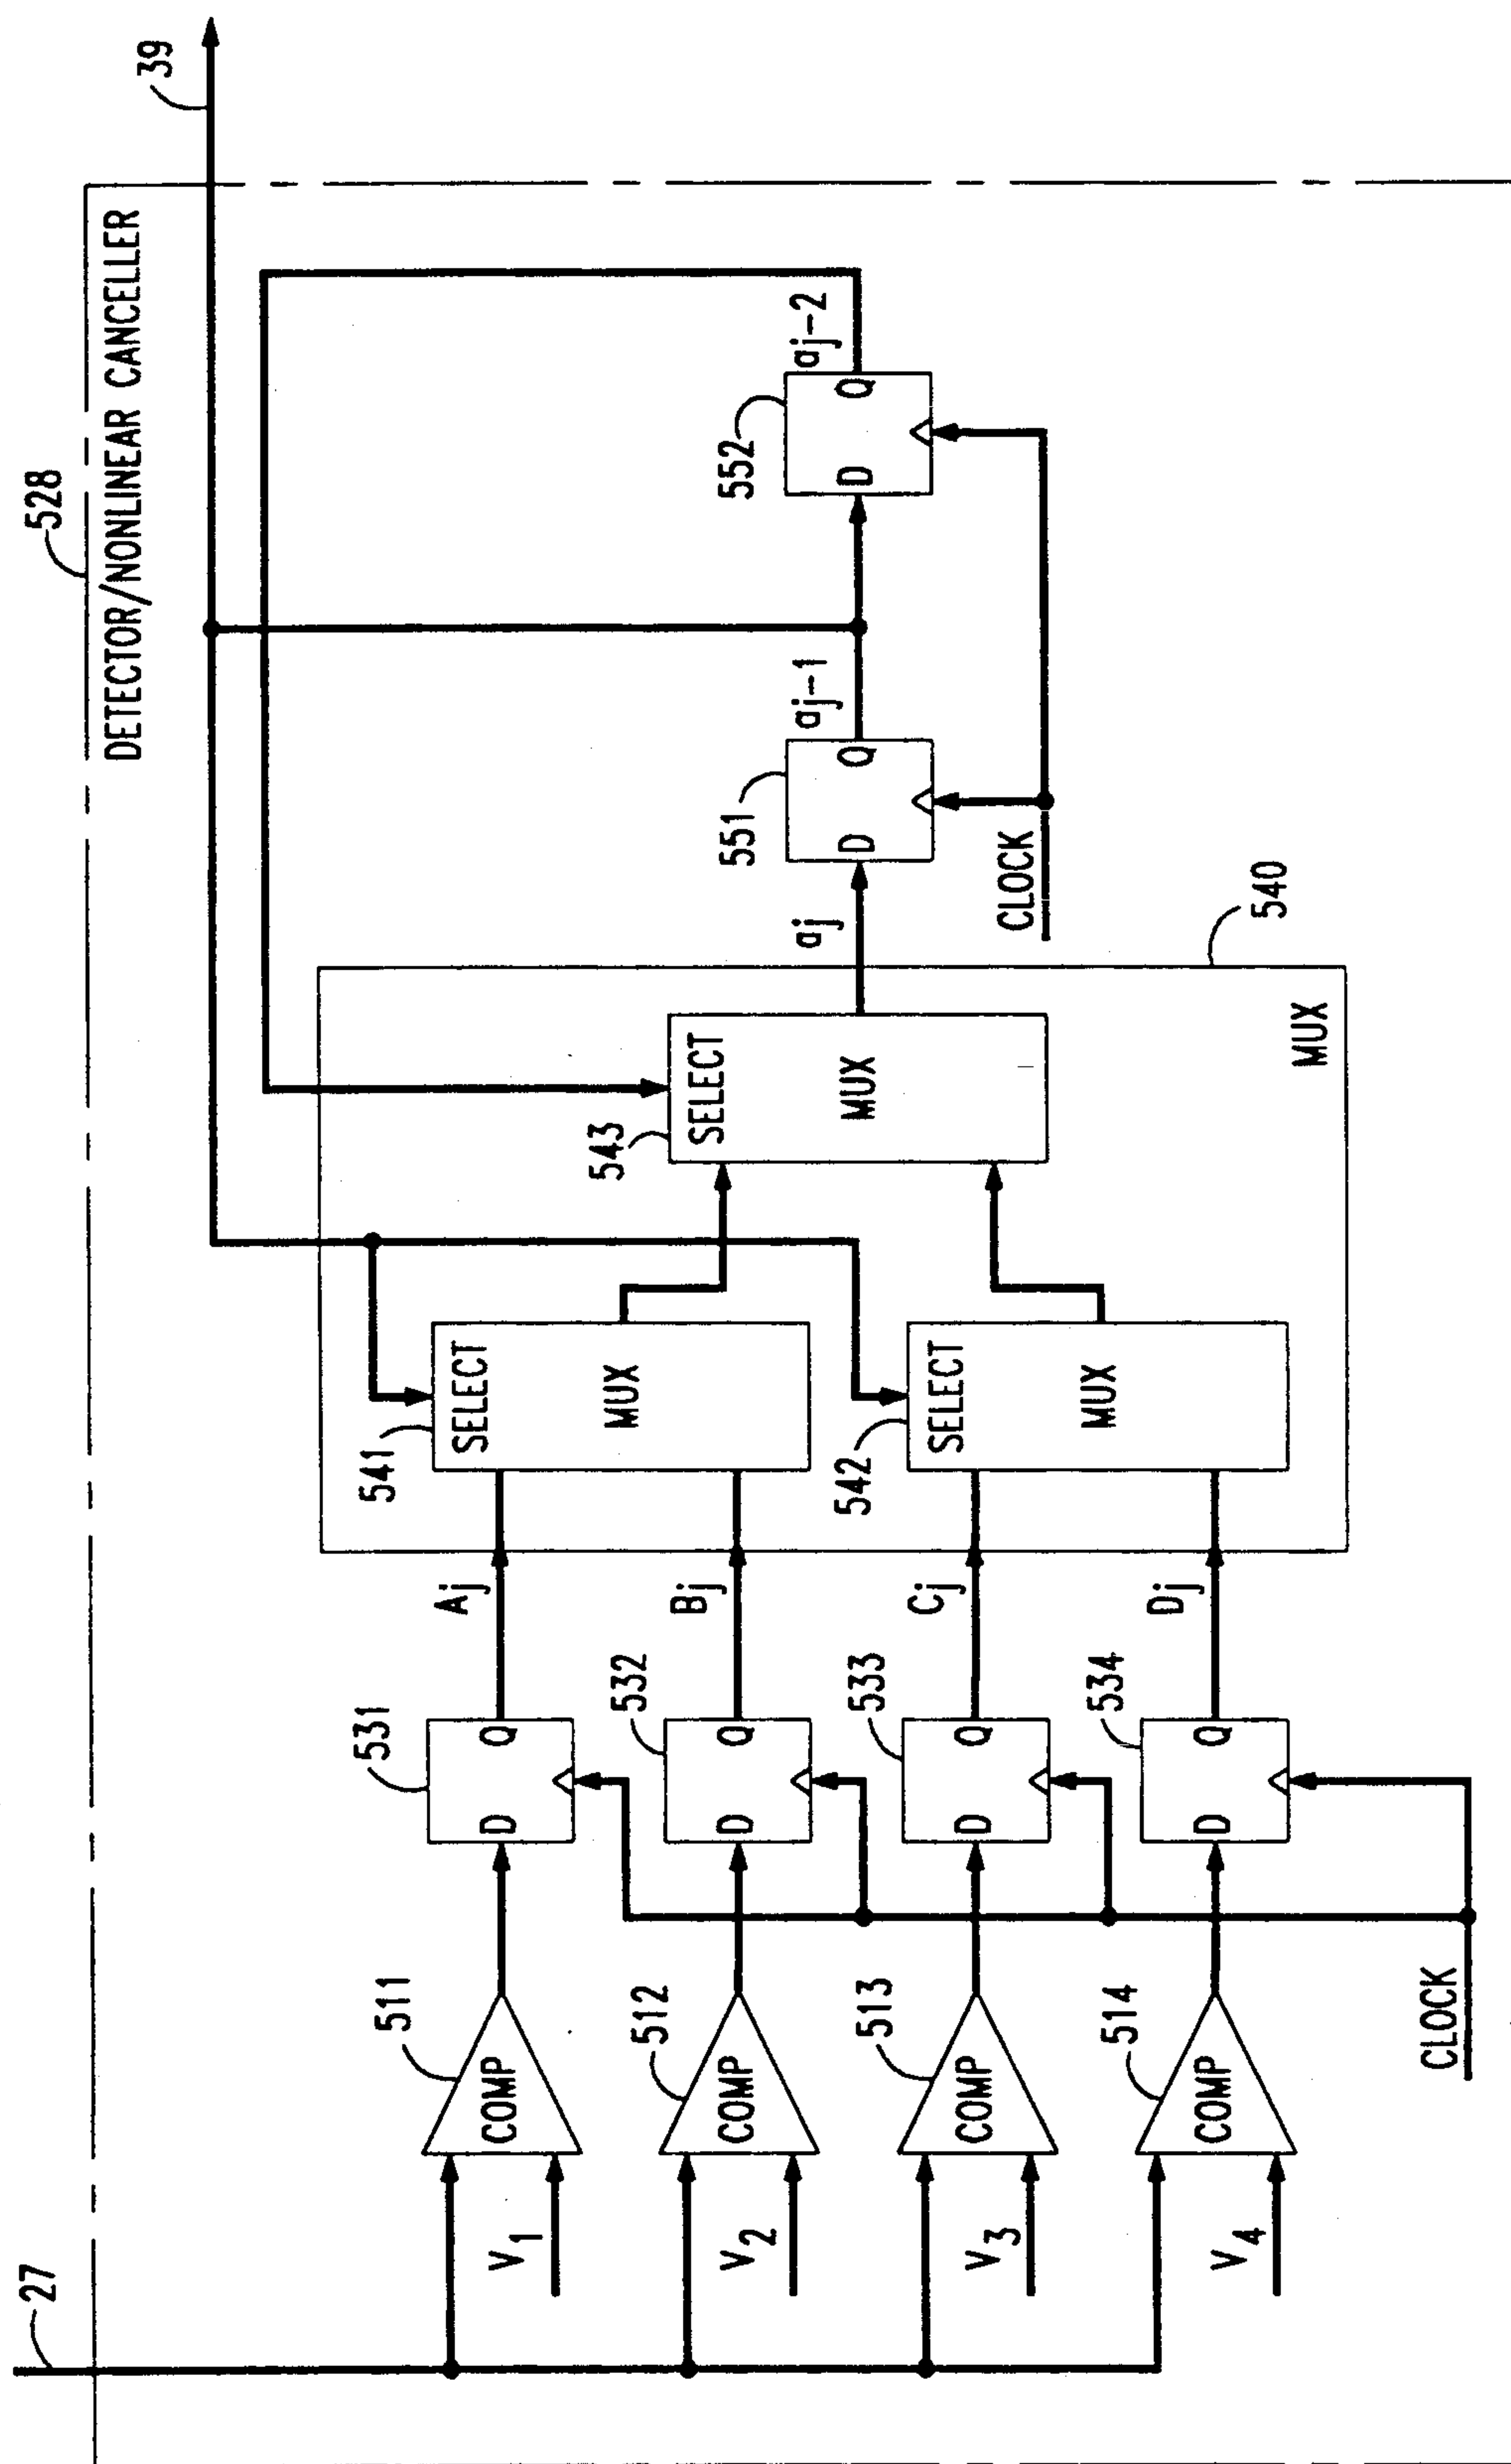 528
39
DETECTOR/NONLINEAR CANCELLER
27
511
COMP
V1
512
COMP
V2
513
COMP
V3
514
COMP
V4
CLOCK
531
D
Q
532
D
Q
533
D
Q
534
D
Q
Aj
Bj
Cj
Dj
541
SELECT
MUX
542
SELECT
MUX
543
SELECT
MUX
MUX
540
aj
551
D
Q
aj-1
552
D
Q
aj-2
CLOCK